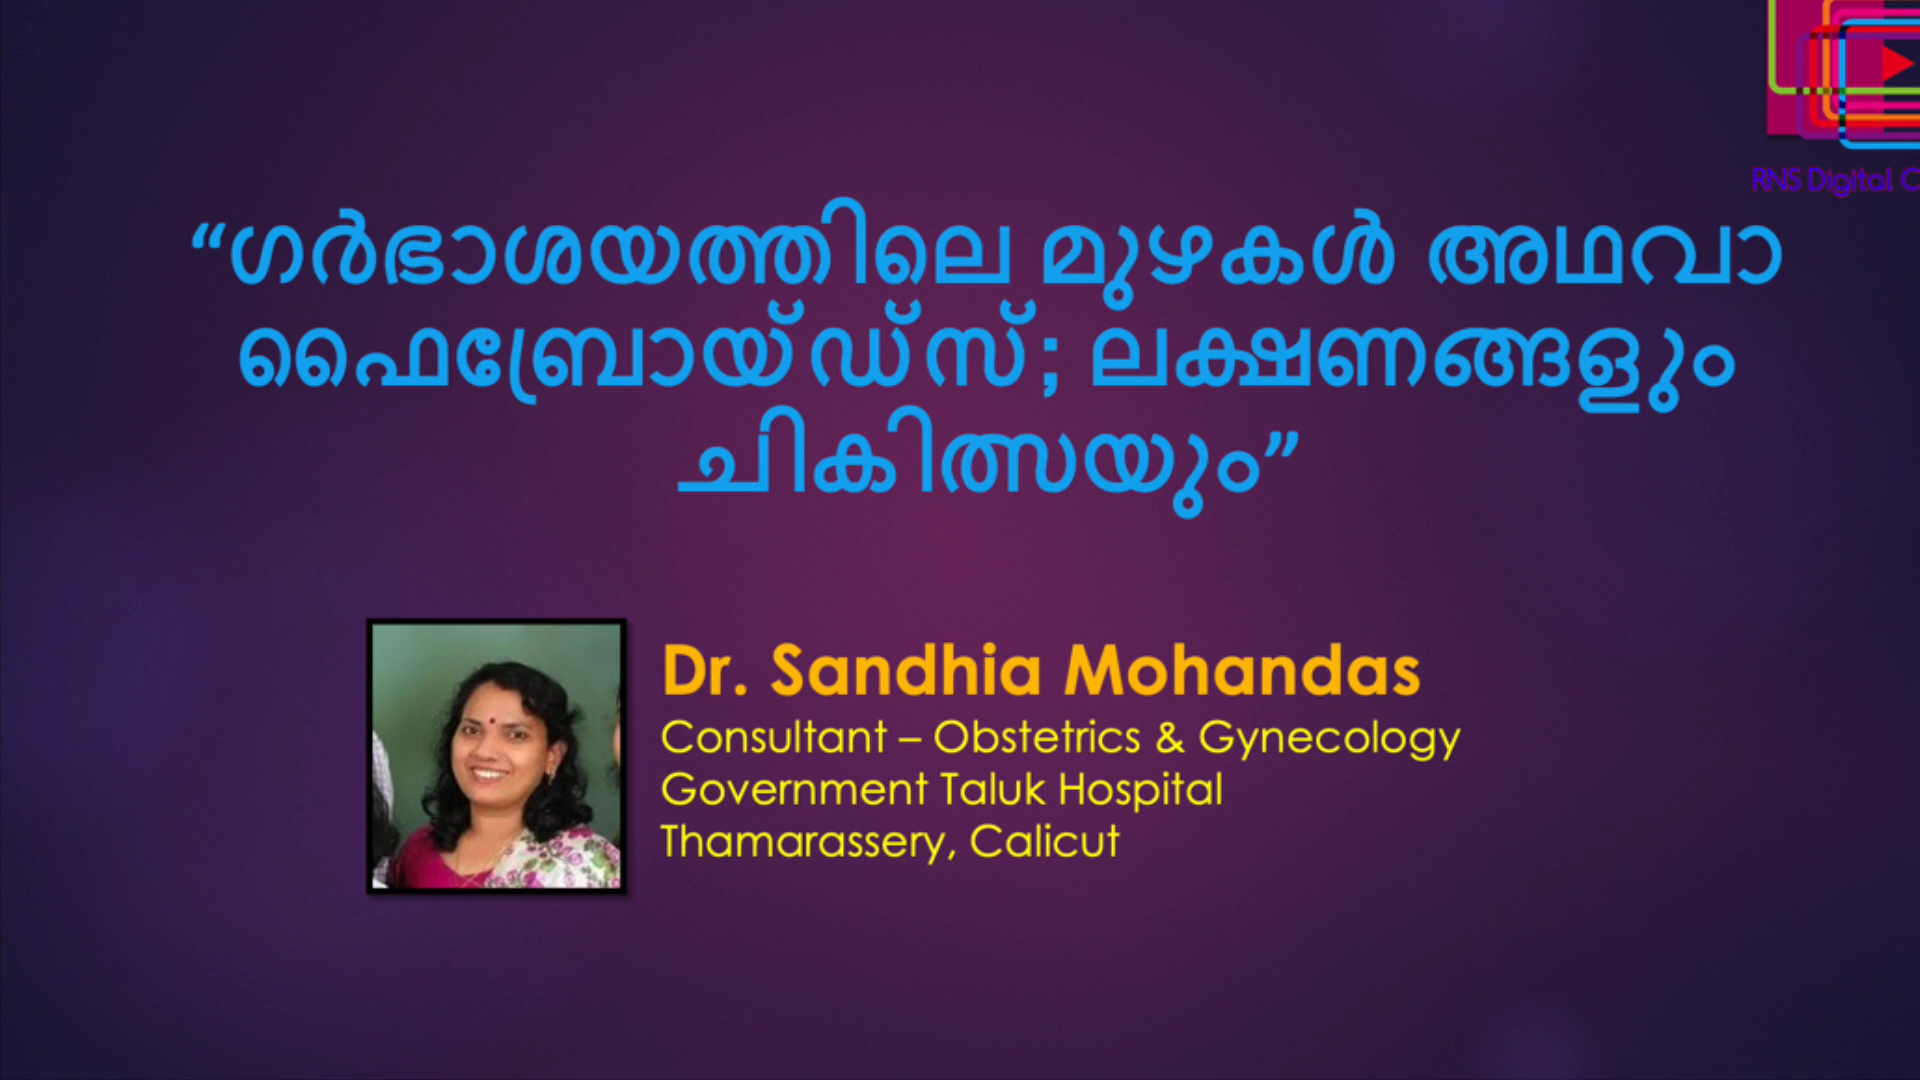 RNS Digital C
“ഗർഭാശയത്തിലെ മുഴകൾ അഥവാ
ഫൈബ്രോയ്ഡ്സ്; ലക്ഷണങ്ങളും
ചികിത്സയും”
Dr. Sandhia Mohandas
Consultant – Obstetrics & Gynecology
Government Taluk Hospital
Thamarassery, Calicut